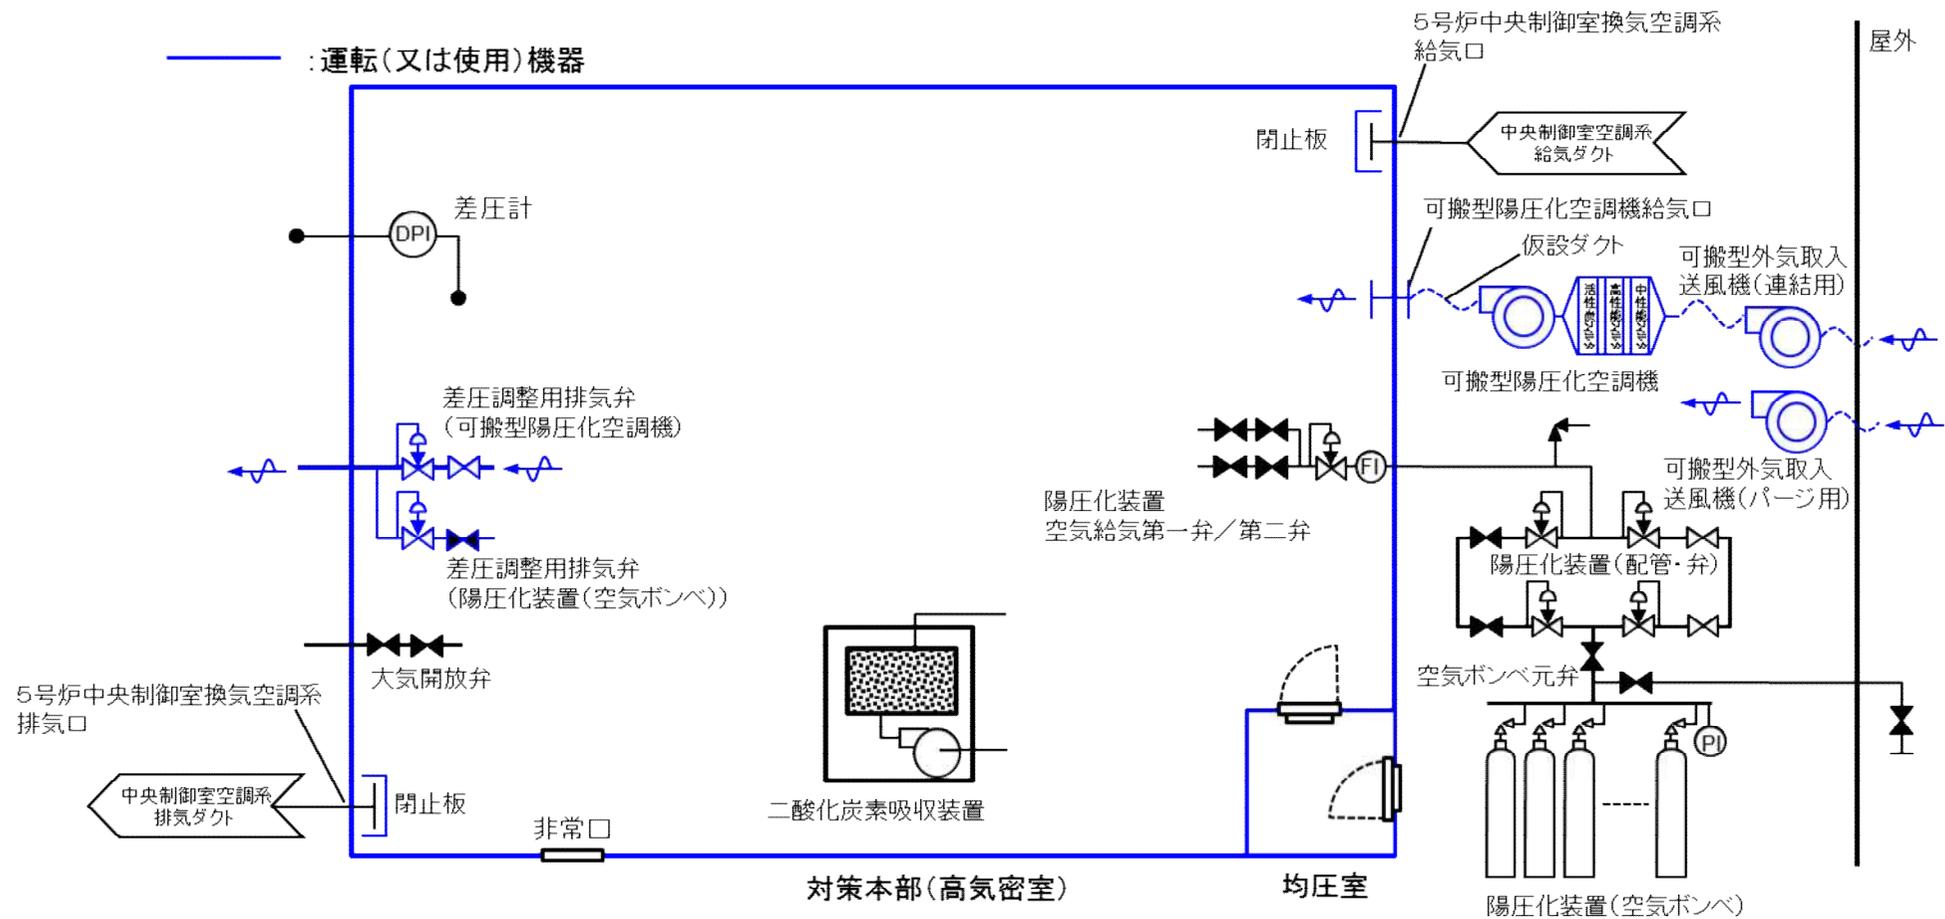 :運転(又は使用)機器
5号炉中央制御室換気空調系
給気口
屋外
閉止板
中央制御室空調系
給気ダクト
差圧計
DPI
可搬型陽圧化空調機給気口
仮設ダクト
可搬型外気取入
送風機(連結用)
活性炭フィルタ
高性能フィルタ
中性能フィルタ
可搬型陽圧化空調機
差圧調整用排気弁
(可搬型陽圧化空調機)
FI
可搬型外気取入
送風機(パージ用)
陽圧化装置
空気給気第一弁/第二弁
差圧調整用排気弁
(陽圧化装置(空気ボンベ))
陽圧化装置(配管・弁)
大気開放弁
空気ボンベ元弁
5号炉中央制御室換気空調系
排気口
PI
中央制御室空調系
排気ダクト
閉止板
二酸化炭素吸収装置
非常口
対策本部(高気密室)
均圧室
陽圧化装置(空気ボンベ)